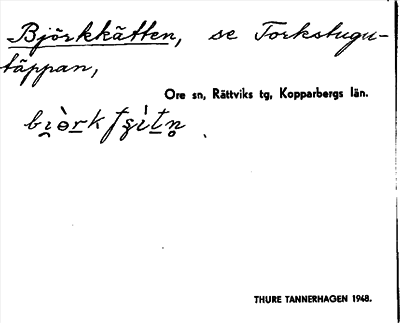 Björkkätten, se Torkstugu-
täppan,
Ore sn, Rättviks tg, Kopparbergs län.
THURE TANNERHAGEN 1948.